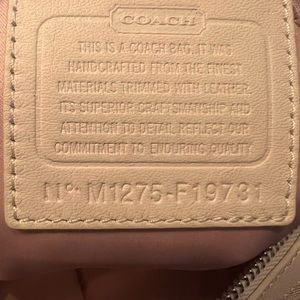 COACH
THIS IS A COACH BAG. IT WAS
HANDCRAFTED FROM THE FINEST
MATERIALS TRIMMED WITH LEATHER.
ITS SUPERIOR CRAFTSMANSHIP AND
ATTENTION TO DETAIL REFLECT OUR
COMMITMENT TO ENDURING QUALITY.
Nº: M1275-F19731